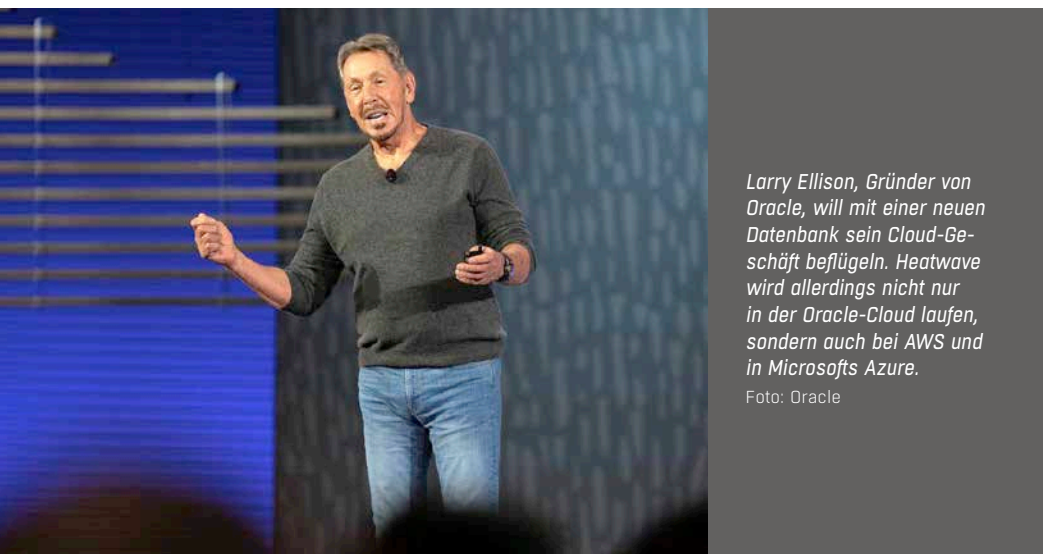 Larry Ellison, Gründer von
Oracle, will mit einer neuen
Datenbank sein Cloud-Ge-
schäft beflügeln. Heatwave
wird allerdings nicht nur
in der Oracle-Cloud laufen,
sondern auch bei AWS und
in Microsofts Azure.
Foto: Oracle